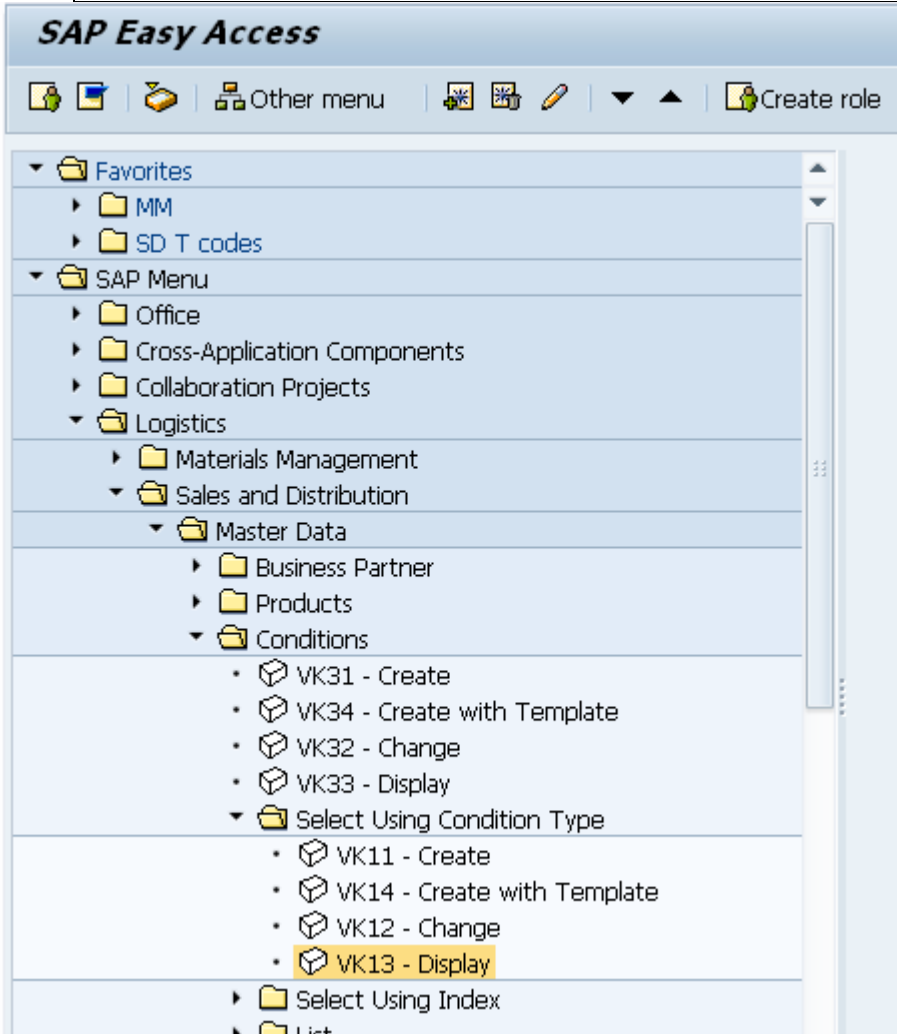 SAP Easy Access
Other menu Create role
Favorites
MM
SD T codes
SAP Menu
Office
Cross-Application Components
Collaboration Projects
Logistics
Materials Management
Sales and Distribution
Master Data
Business Partner
Products
Conditions
VK31 - Create
VK34 - Create with Template
VK32 - Change
VK33 - Display
Select Using Condition Type
VK11 - Create
VK14 - Create with Template
VK12 - Change
VK13 - Display
Select Using Index
List